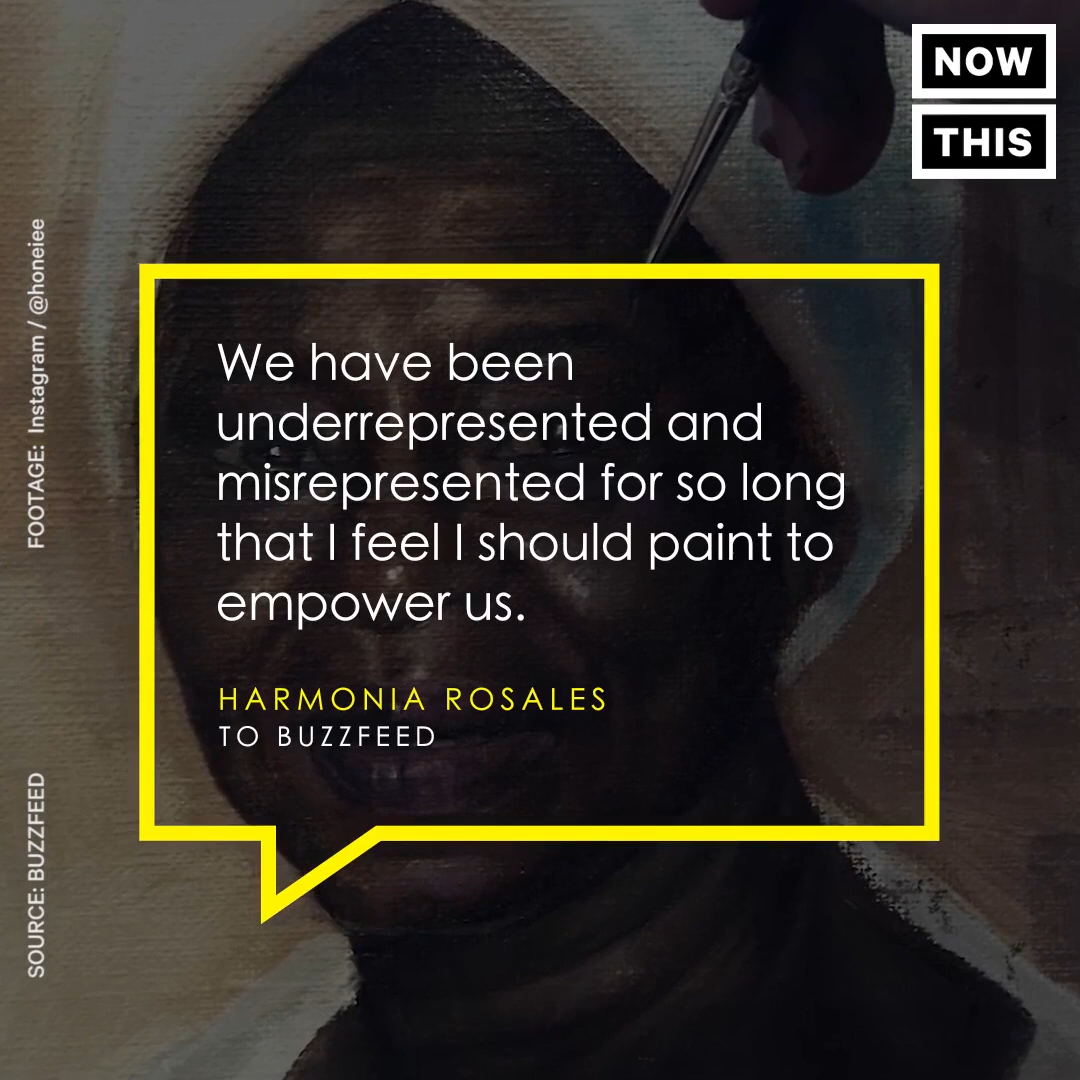 NOW
THIS
FOOTAGE: Instagram / @honeiee
We have been
underrepresented and
misrepresented for so long
that I feel I should paint to
empower us.
HARMONIA ROSALES
TO BUZZFEED
SOURCE: BUZZFEED